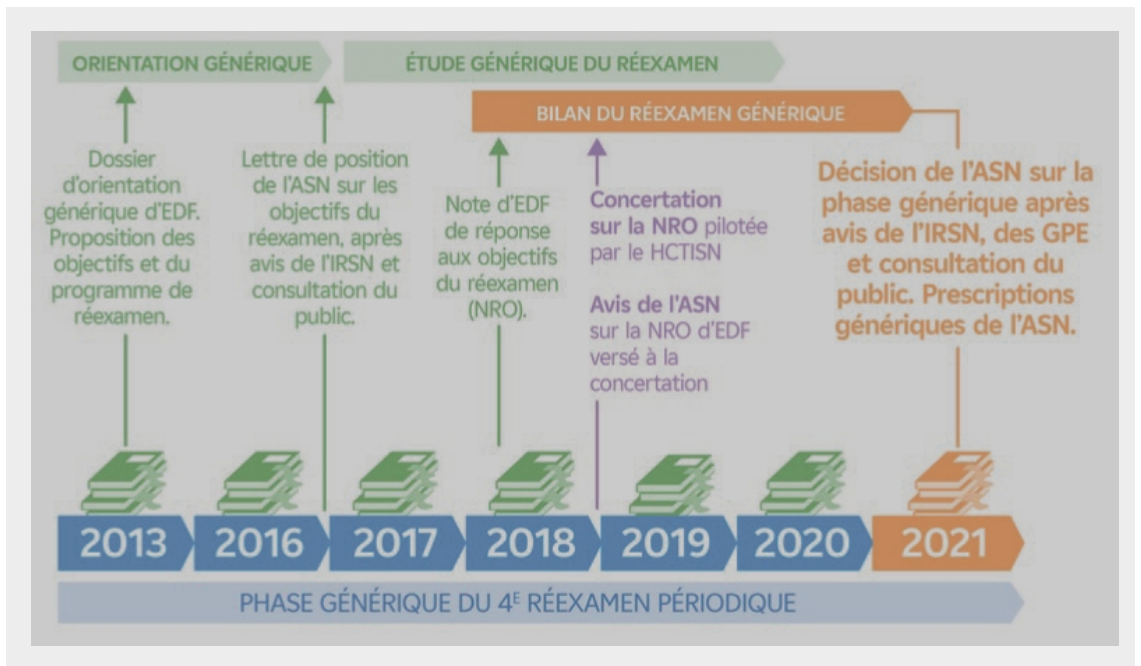 ORIENTATION GÉNÉRIQUE
ÉTUDE GÉNÉRIQUE DU RÉEXAMEN
BILAN DU RÉEXAMEN GÉNÉRIQUE
Dossier
d'orientation
générique d'EDF.
Proposition des
objectifs et du
programme de
réexamen.
Lettre de position
de l'ASN sur les
objectifs du
réexamen, après
avis de l'IRSN et
consultation du
public.
Note d'EDF
de réponse
aux objectifs
du réexamen
(NRO).
Concertation
sur la NRO pilotée
par le HCTISN
Avis de l'ASN
sur la NRO d'EDF
versé à la
concertation
Décision de l'ASN sur la
phase générique après
avis de l'IRSN, des GPE
et consultation du
public. Prescriptions
génériques de l'ASN.
2013
2016
2017
2018
2019
2020
2021
PHASE GÉNÉRIQUE DU 4E RÉEXAMEN PÉRIODIQUE